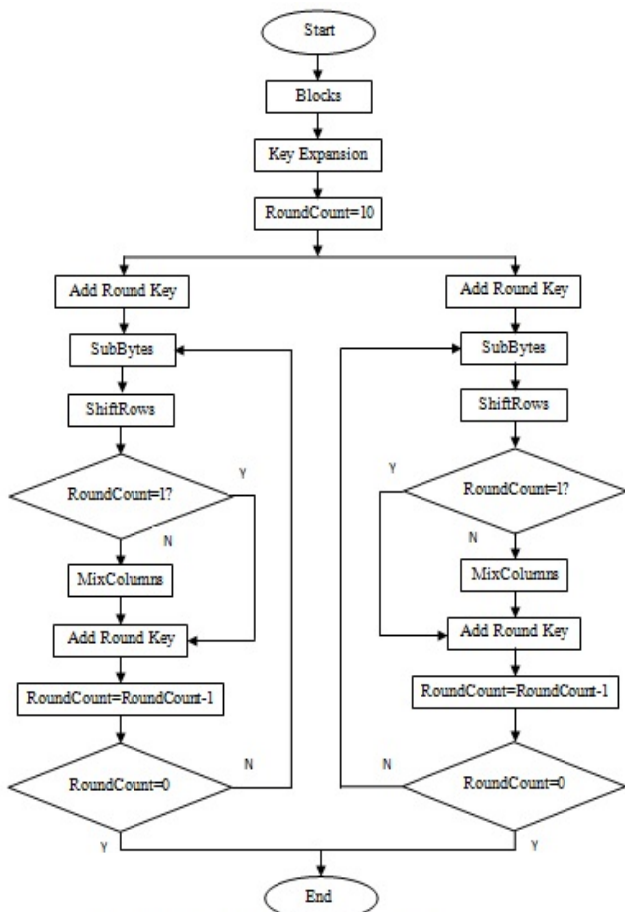 Start
Blocks
Key Expansion
RoundCount=10
Add Round Key
SubBytes
ShiftRows
RoundCount=1?
Y
N
MixColumns
Add Round Key
RoundCount=RoundCount-1
RoundCount=0
N
Y
Add Round Key
SubBytes
ShiftRows
RoundCount=1?
Y
N
MixColumns
Add Round Key
RoundCount=RoundCount-1
RoundCount=0
N
Y
End